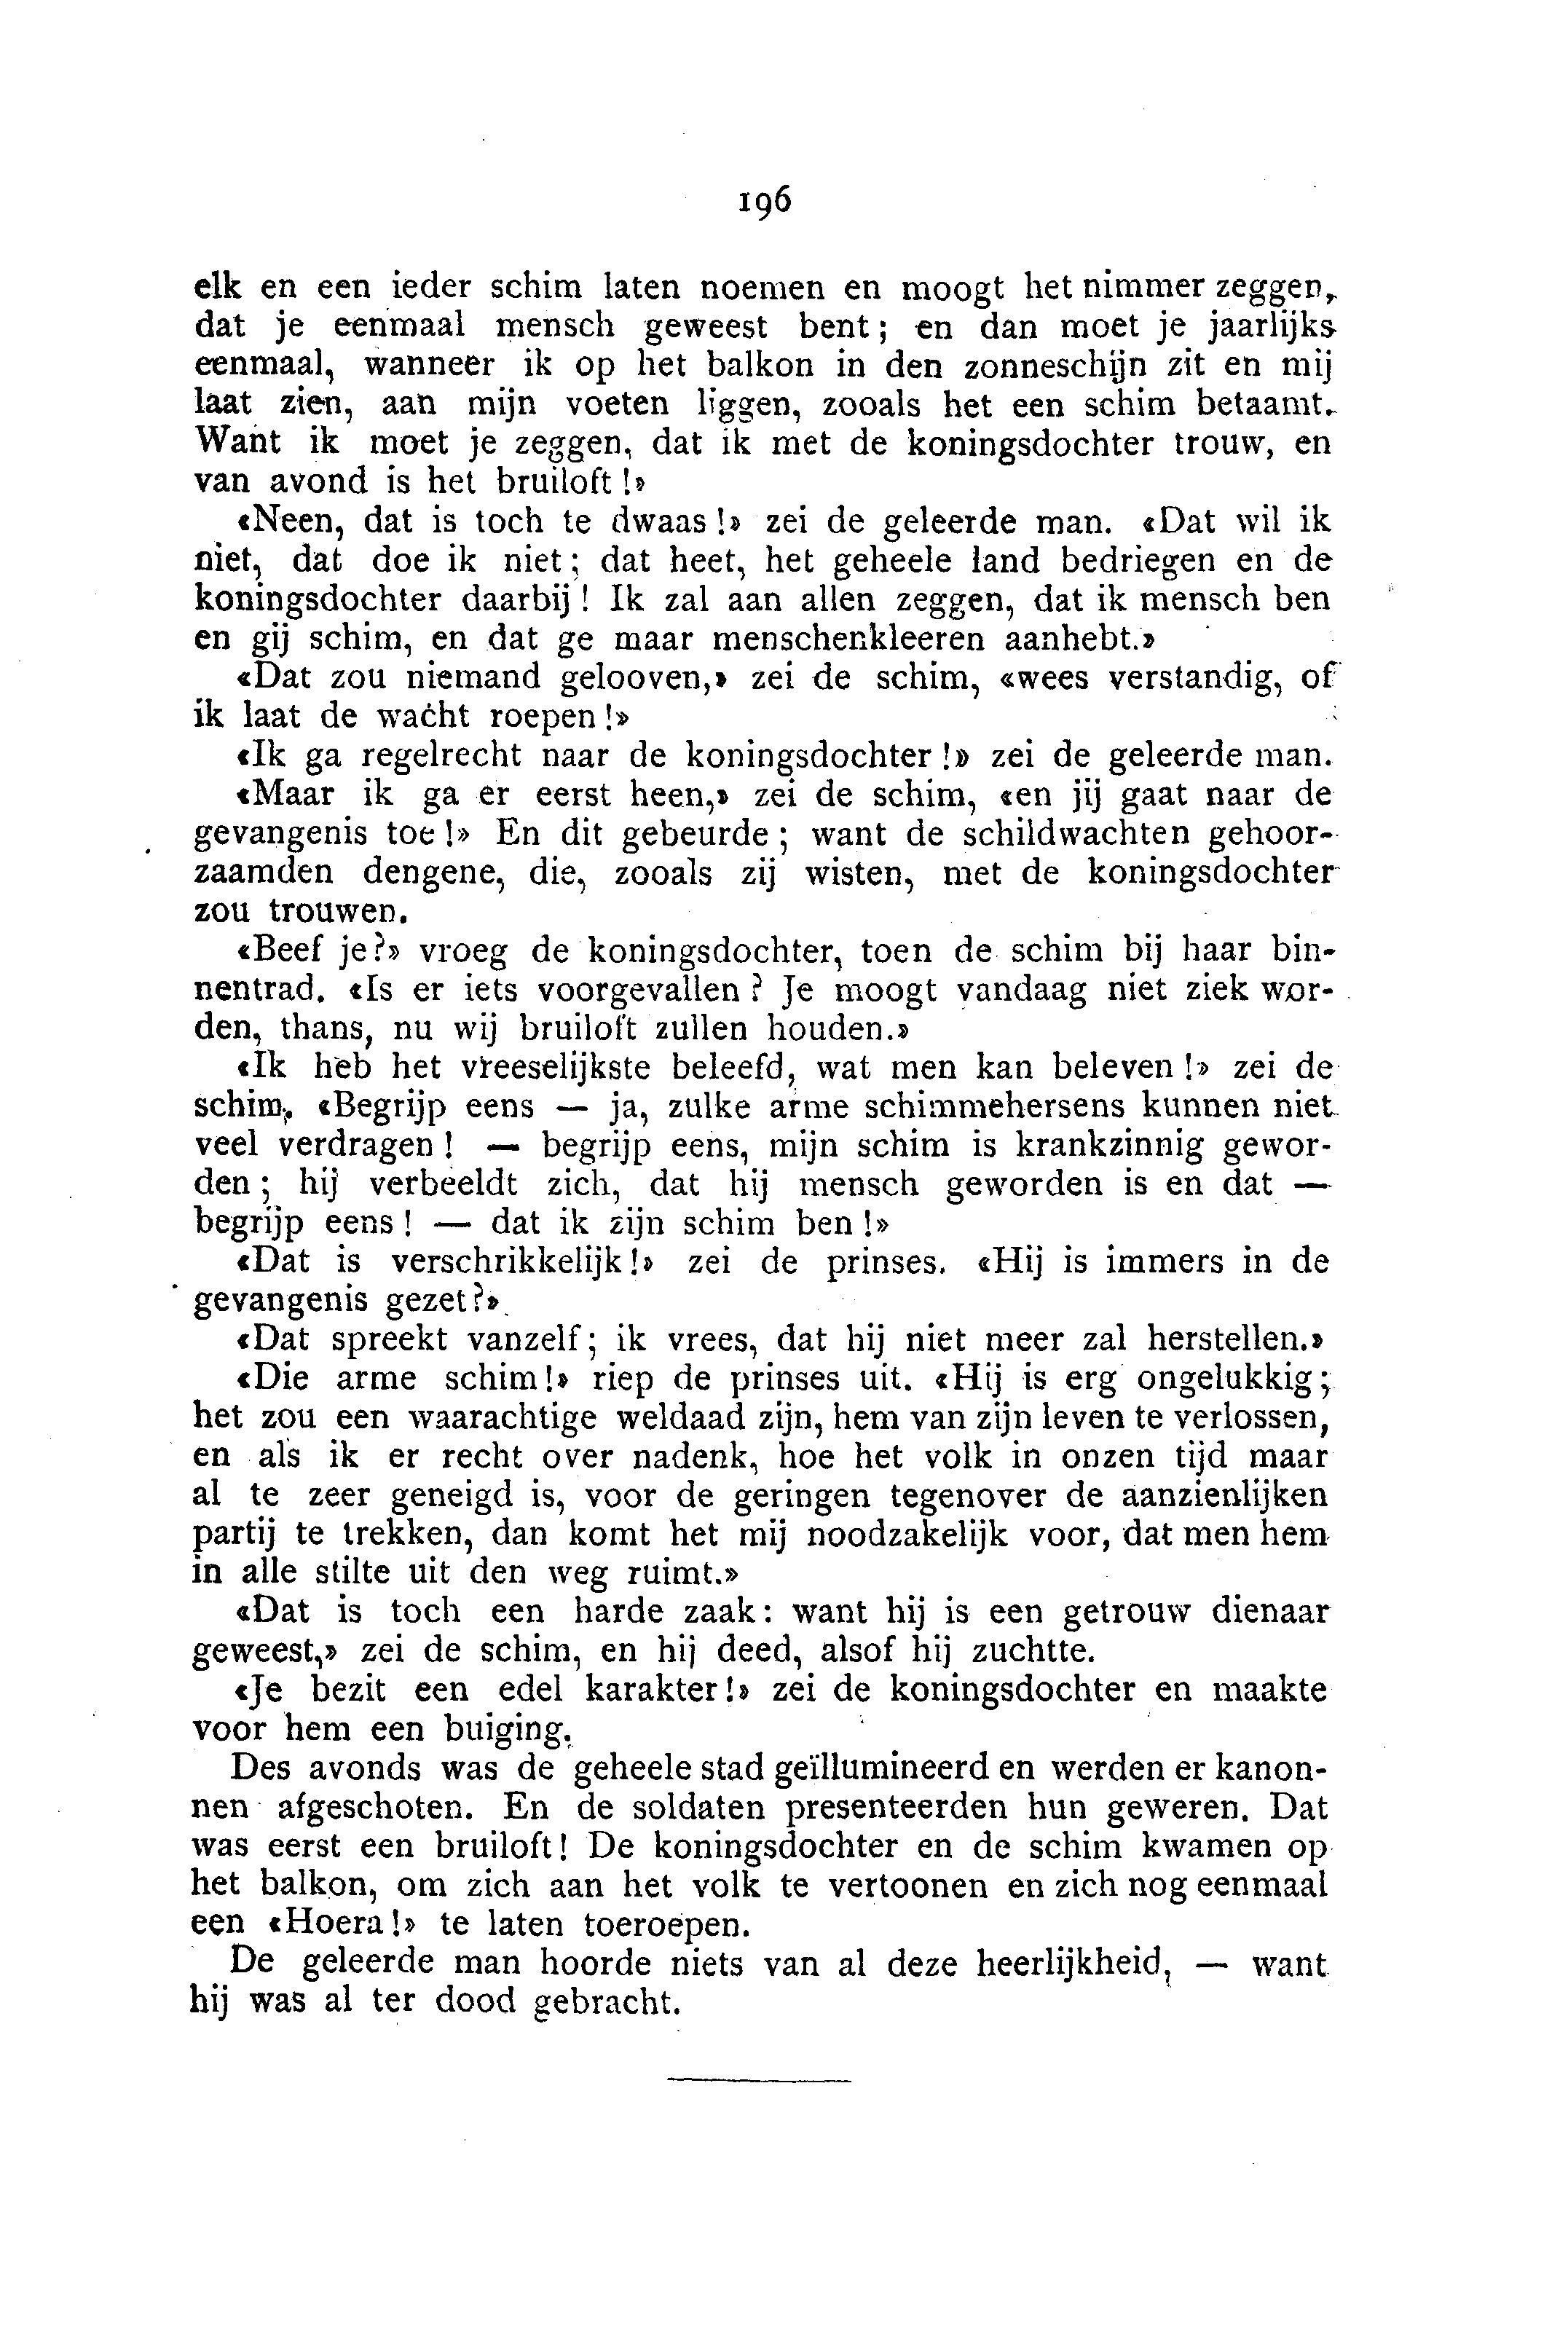 196
elk en een ieder schim laten noemen en moogt het nimmer zeggen,
dat je eenmaal mensch geweest bent; en dan moet je jaarlijks
eenmaal, wanneer ik op het balkon in den zonneschijn zit en mij
laat zien, aan mijn voeten liggen, zooals het een schim betaamt.
Want ik moet je zeggen, dat ik met de koningsdochter trouw, en
van avond is het bruiloft!»
«Neen, dat is toch te dwaas!» zei de geleerde man. «Dat wil ik
niet, dat doe ik niet; dat heet, het geheele land bedriegen en de
koningsdochter daarbij! Ik zal aan allen zeggen, dat ik mensch ben
en gij schim, en dat ge maar menschenkleeren aanhebt.»
«Dat zou niemand gelooven,» zei de schim, «wees verstandig, of
ik laat de wacht roepen!»
«Ik ga regelrecht naar de koningsdochter!» zei de geleerde man.
«Maar ik ga er eerst heen,» zei de schim, «en jij gaat naar de
gevangenis toe!» En dit gebeurde; want de schildwachten gehoor-
zaamden dengene, die, zooals zij wisten, met de koningsdochter
zou trouwen.
«Beef je?» vroeg de koningsdochter, toen de schim bij haar bin-
nentrad. «Is er iets voorgevallen? Je moogt vandaag niet ziek wor-
den, thans, nu wij bruiloft zullen houden.»
«Ik heb het vreeselijkste beleefd, wat men kan beleven!» zei de
schim, «Begrijp eens — ja, zulke arme schimmehersens kunnen niet
veel verdragen! — begrijp eens, mijn schim is krankzinnig gewor-
den; hij verbeeldt zich, dat hij mensch geworden is en dat —
begrijp eens! — dat ik zijn schim ben!»
«Dat is verschrikkelijk!» zei de prinses. «Hij is immers in de
gevangenis gezet?»
«Dat spreekt vanzelf; ik vrees, dat hij niet meer zal herstellen.»
«Die arme schim!» riep de prinses uit. «Hij is erg ongelukkig;
het zou een waarachtige weldaad zijn, hem van zijn leven te verlossen,
en als ik er recht over nadenk, hoe het volk in onzen tijd maar
al te zeer geneigd is, voor de geringen tegenover de aanzienlijken
partij te trekken, dan komt het mij noodzakelijk voor, dat men hem
in alle stilte uit den weg ruimt.»
«Dat is toch een harde zaak: want hij is een getrouw dienaar
geweest,» zei de schim, en hij deed, alsof hij zuchtte.
«Je bezit een edel karakter!» zei de koningsdochter en maakte
voor hem een buiging.
Des avonds was de geheele stad geïllumineerd en werden er kanon-
nen afgeschoten. En de soldaten presenteerden hun geweren. Dat
was eerst een bruiloft! De koningsdochter en de schim kwamen op
het balkon, om zich aan het volk te vertoonen en zich nog eenmaal
een «Hoera!» te laten toeroepen.
De geleerde man hoorde niets van al deze heerlijkheid, — want
hij was al ter dood gebracht.